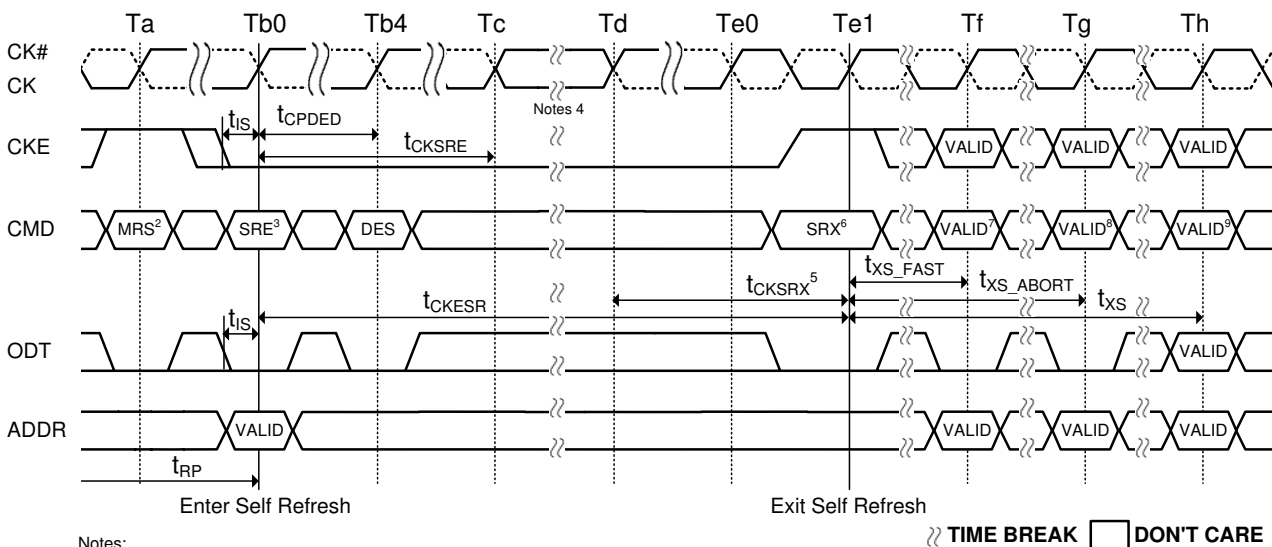 Ta Tb0 Tb4 Tc Td Te0 Te1 Tf Tg Th
CK#
CK
Notes 4
tIS tCPDED
CKE VALID VALID VALID
tCKSRE
CMD MRS2 SRE3 DES SRX6 VALID7 VALID8 VALID9
tXS_FAST
tCKSRX5 tXS_ABORT
tCKESR tXS
tIS
ODT VALID
ADDR VALID VALID VALID VALID
tRP
Enter Self Refresh Exit Self Refresh
TIME BREAK DON'T CARE
Notes: